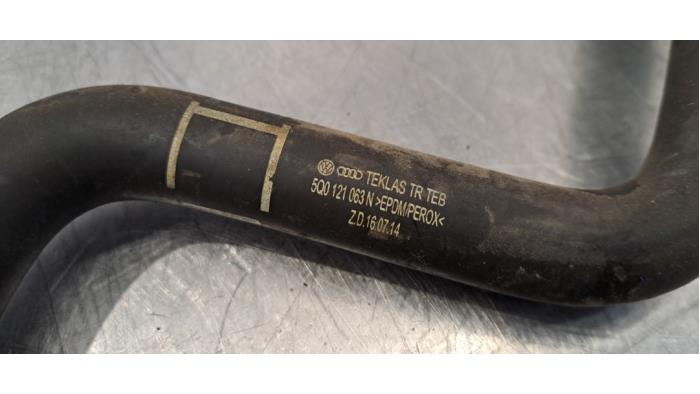 TEKLAS TR TEB
5Q0 121 063 N >EPDM/PEROX<
Z.D.16.07.14